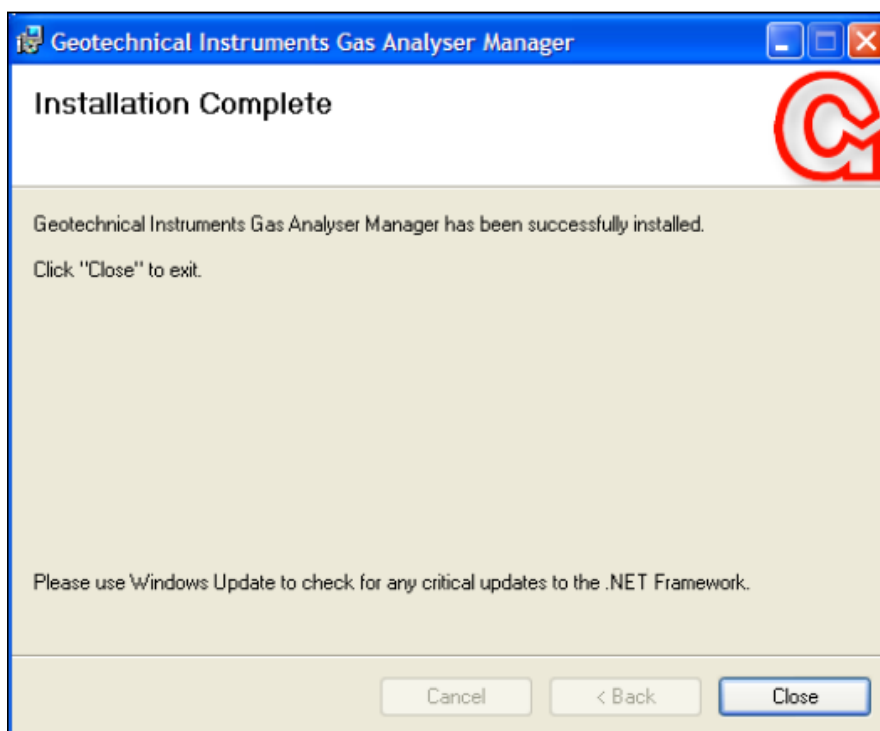 Geotechnical Instruments Gas Analyser Manager
Installation Complete
Geotechnical Instruments Gas Analyser Manager has been successfully installed.
Click "Close" to exit.
Please use Windows Update to check for any critical updates to the .NET Framework.
Cancel
< Back
Close